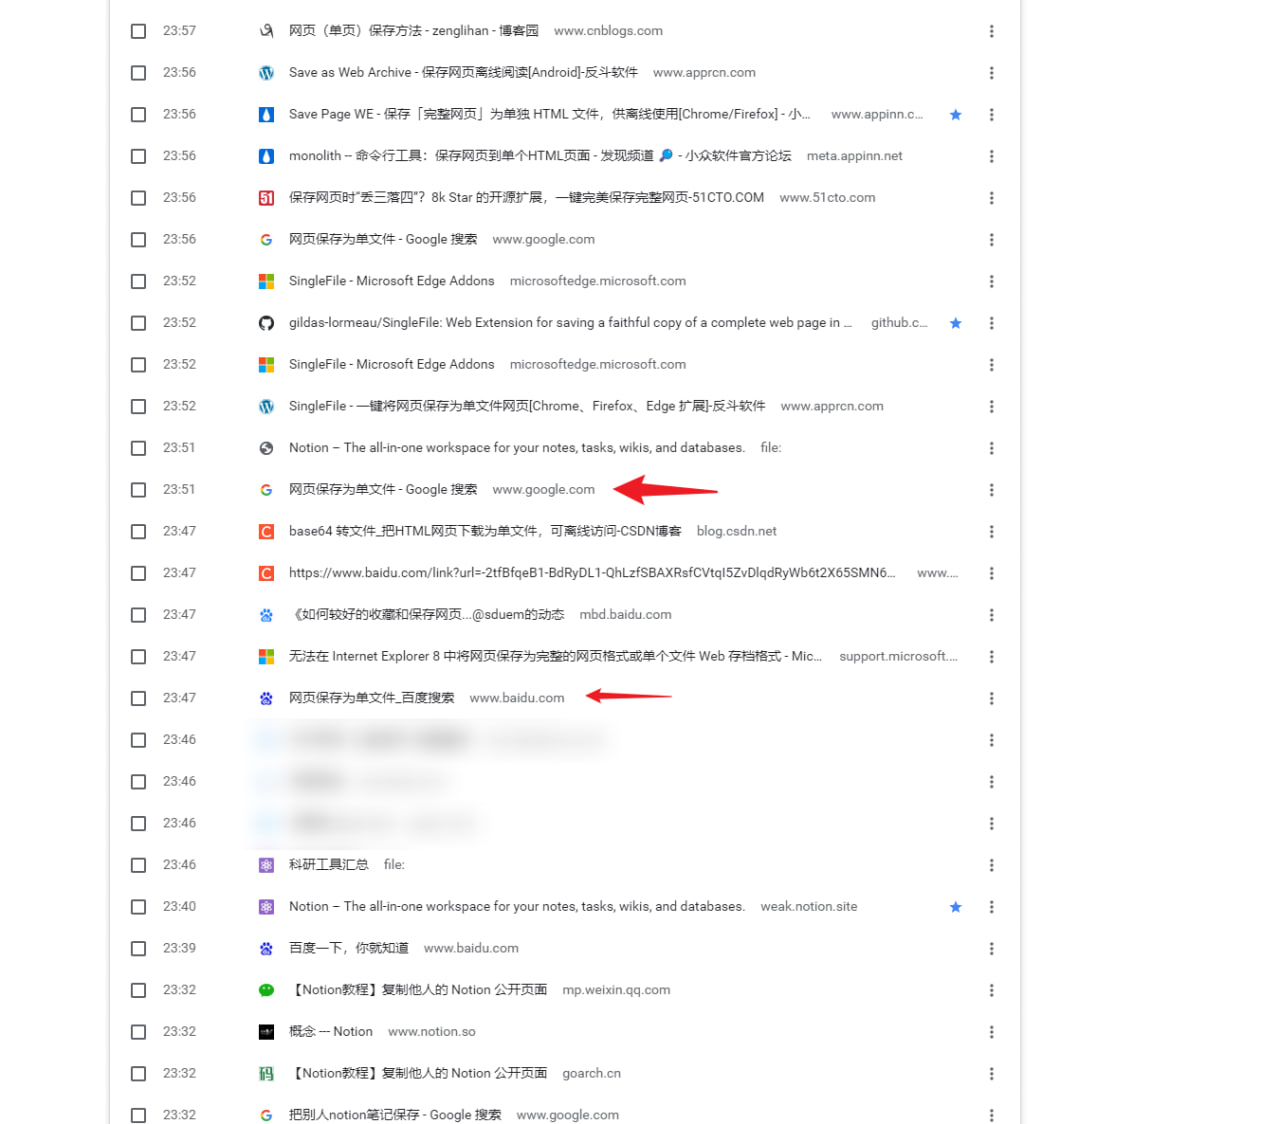 23:57 网页（单页）保存方法 - zenglihan - 博客园 www.cnblogs.com
23:56 Save as Web Archive - 保存网页离线阅读[Android]-反斗软件 www.apprcn.com
23:56 Save Page WE - 保存「完整网页」为单独 HTML 文件，供离线使用[Chrome/Firefox] - 小... www.appinn.c...
23:56 monolith -- 命令行工具：保存网页到单个HTML页面 - 发现频道 🔎 - 小众软件官方论坛 meta.appinn.net
23:56 51 保存网页时“丢三落四”？8k Star 的开源扩展，一键完美保存完整网页-51CTO.COM www.51cto.com
23:56 网页保存为单文件 - Google 搜索 www.google.com
23:52 SingleFile - Microsoft Edge Addons microsoftedge.microsoft.com
23:52 gildas-lormeau/SingleFile: Web Extension for saving a faithful copy of a complete web page in ... github.c...
23:52 SingleFile - Microsoft Edge Addons microsoftedge.microsoft.com
23:52 SingleFile - 一键将网页保存为单文件网页[Chrome、Firefox、Edge 扩展]-反斗软件 www.apprcn.com
23:51 Notion – The all-in-one workspace for your notes, tasks, wikis, and databases. file:
23:51 网页保存为单文件 - Google 搜索 www.google.com
23:47 base64 转文件_把HTML网页下载为单文件，可离线访问-CSDN博客 blog.csdn.net
23:47 https://www.baidu.com/link?url=-2tfBfqeB1-BdRyDL1-QhLzfSBAXRsfCVtqI5ZvDlqdRyWb6t2X65SMN6... www....
23:47 《如何较好的收藏和保存网页...@sduem的动态 mbd.baidu.com
23:47 无法在 Internet Explorer 8 中将网页保存为完整的网页格式或单个文件 Web 存档格式 - Mic... support.microsoft....
23:47 网页保存为单文件_百度搜索 www.baidu.com
23:46
23:46
23:46
23:46 科研工具汇总 file:
23:40 Notion – The all-in-one workspace for your notes, tasks, wikis, and databases. weak.notion.site
23:39 百度一下，你就知道 www.baidu.com
23:32 【Notion教程】复制他人的 Notion 公开页面 mp.weixin.qq.com
23:32 概念 --- Notion www.notion.so
23:32 码 【Notion教程】复制他人的 Notion 公开页面 goarch.cn
23:32 把别人notion笔记保存 - Google 搜索 www.google.com